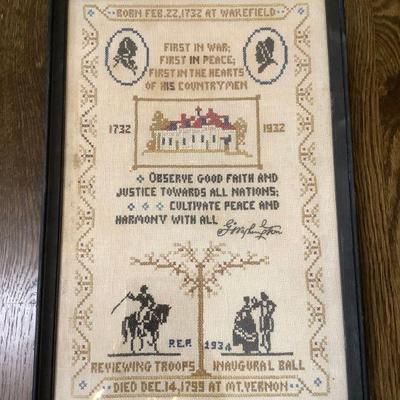 BORN FEB.22,1732 AT WAKEFIELD
FIRST IN WAR;
FIRST IN PEACE;
FIRST IN THE HEARTS
OF HIS COUNTRYMEN
1732 1932
OBSERVE GOOD FAITH AND
JUSTICE TOWARDS ALL NATIONS;
CULTIVATE PEACE AND
HARMONY WITH ALL GWashington
P.E.P. 1934
REVIEWING TROOPS INAUGURAL BALL
DIED DEC.14,1799 AT MT.VERNON